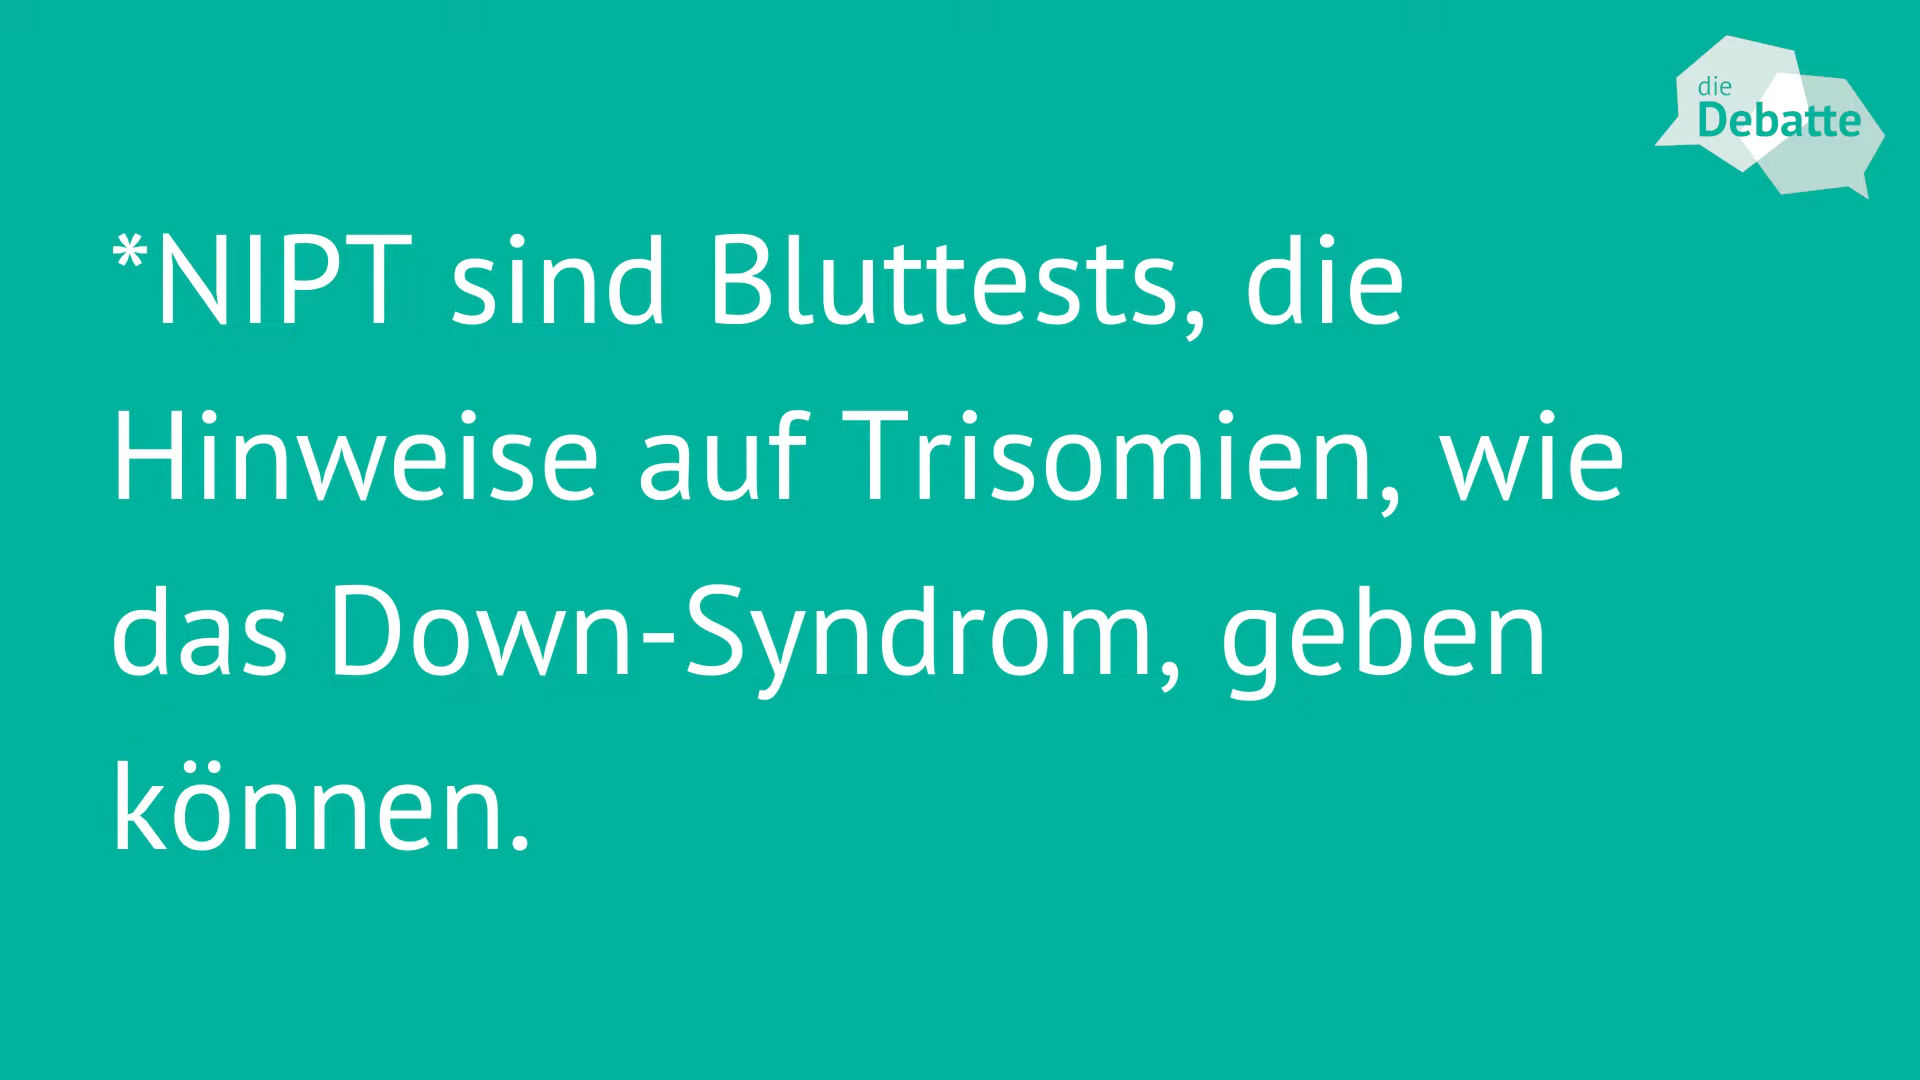 die
Debatte
*NIPT sind Bluttests, die
Hinweise auf Trisomien, wie
das Down-Syndrom, geben
können.